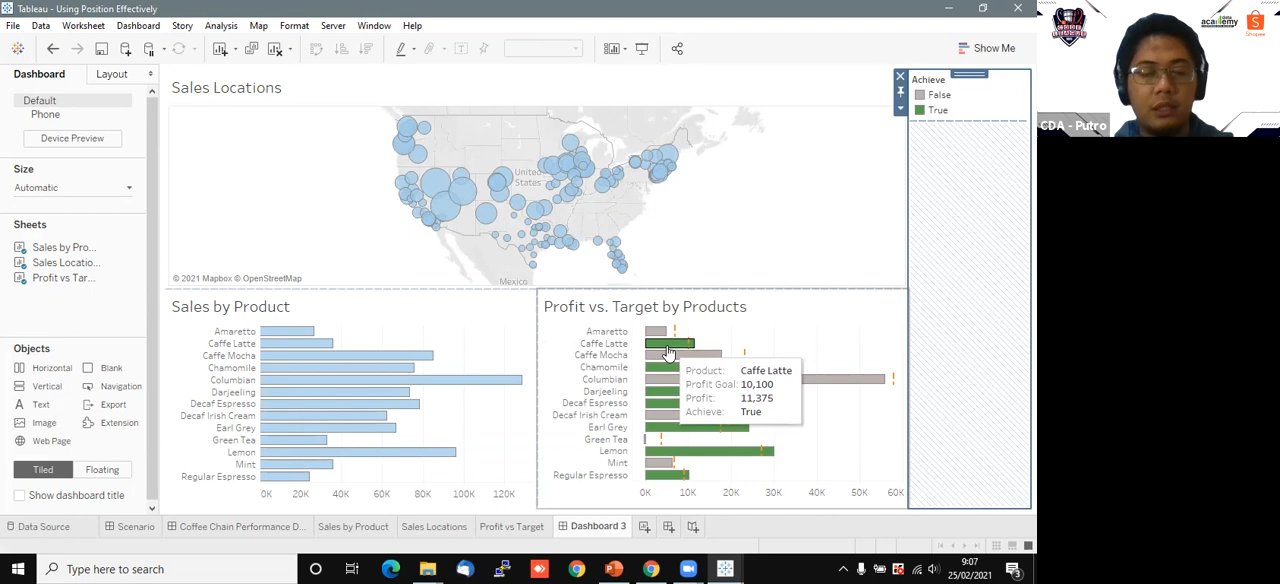 Tableau - Using Position Effectively
File Data Worksheet Dashboard Story Analysis Map Format Server Window Help
Show Me
Dashboard Layout
Default
Phone
Device Preview
Size
Automatic
Sheets
Sales by Pro...
Sales Locatio...
Profit vs Tar...
Objects
Horizontal Blank
Vertical Navigation
Text Export
Image Extension
Web Page
Tiled Floating
Show dashboard title
Sales Locations
United
States
Mexico
© 2021 Mapbox © OpenStreetMap
Achieve
False
True
Sales by Product
Amaretto
Caffe Latte
Caffe Mocha
Chamomile
Columbian
Darjeeling
Decaf Espresso
Decaf Irish Cream
Earl Grey
Green Tea
Lemon
Mint
Regular Espresso
0K 20K 40K 60K 80K 100K 120K
Profit vs. Target by Products
Amaretto
Caffe Latte
Caffe Mocha
Chamomile
Columbian
Darjeeling
Decaf Espresso
Decaf Irish Cream
Earl Grey
Green Tea
Lemon
Mint
Regular Espresso
0K 10K 20K 30K 40K 50K 60K
Product: Caffe Latte
Profit Goal: 10,100
Profit: 11,375
Achieve: True
Data Source Scenario Coffee Chain Performance D... Sales by Product Sales Locations Profit vs Target Dashboard 3
Type here to search
9:07
25/02/2021
3
CODE LEAGUE
data
academy
Shopee
CDA - Putro